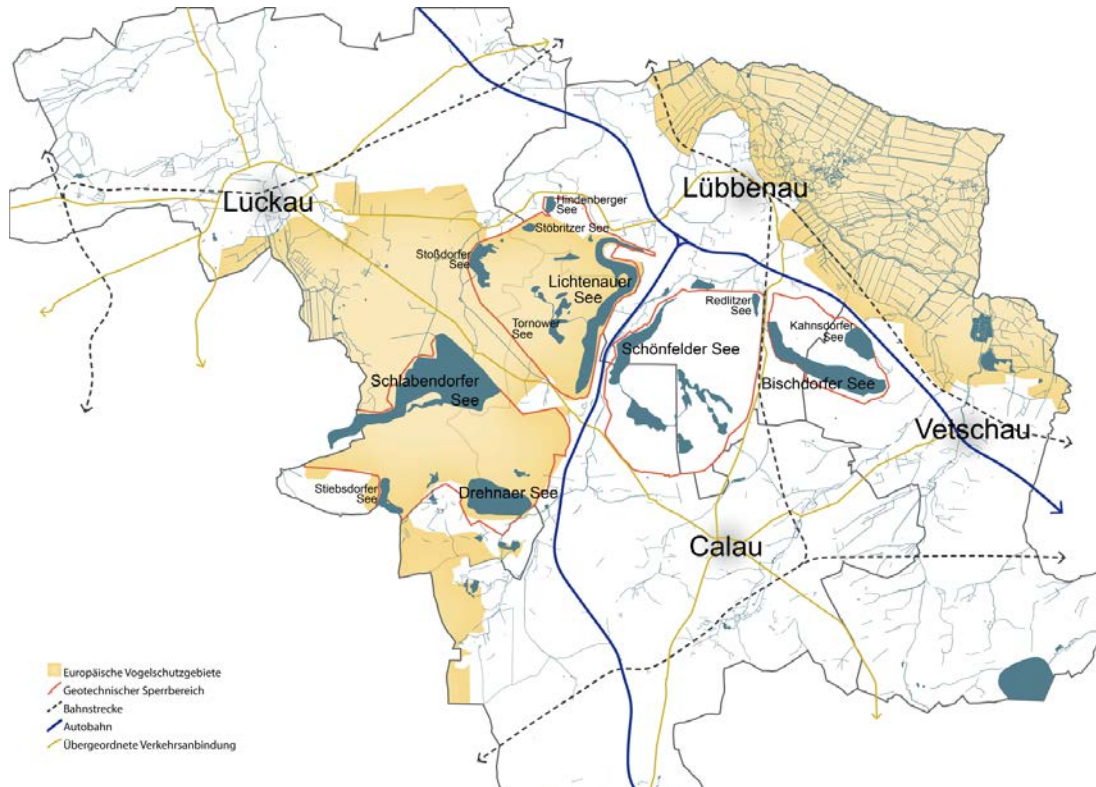 Lübbenau
Luckau
Hindenberger
See
Stöbritzer See
Stoßdorfer
See
Lichtenauer
See
Tornower
See
Redlitzer
See
Schönfelder See
Kahnsdorfer
See
Bischdorfer See
Schlabendorfer
See
Vetschau
Stiebsdorfer
See
Drehnaer See
Calau
Europäische Vogelschutzgebiete
Geotechnischer Sperrbereich
Bahnstrecke
Autobahn
Übergeordnete Verkehrsanbindung